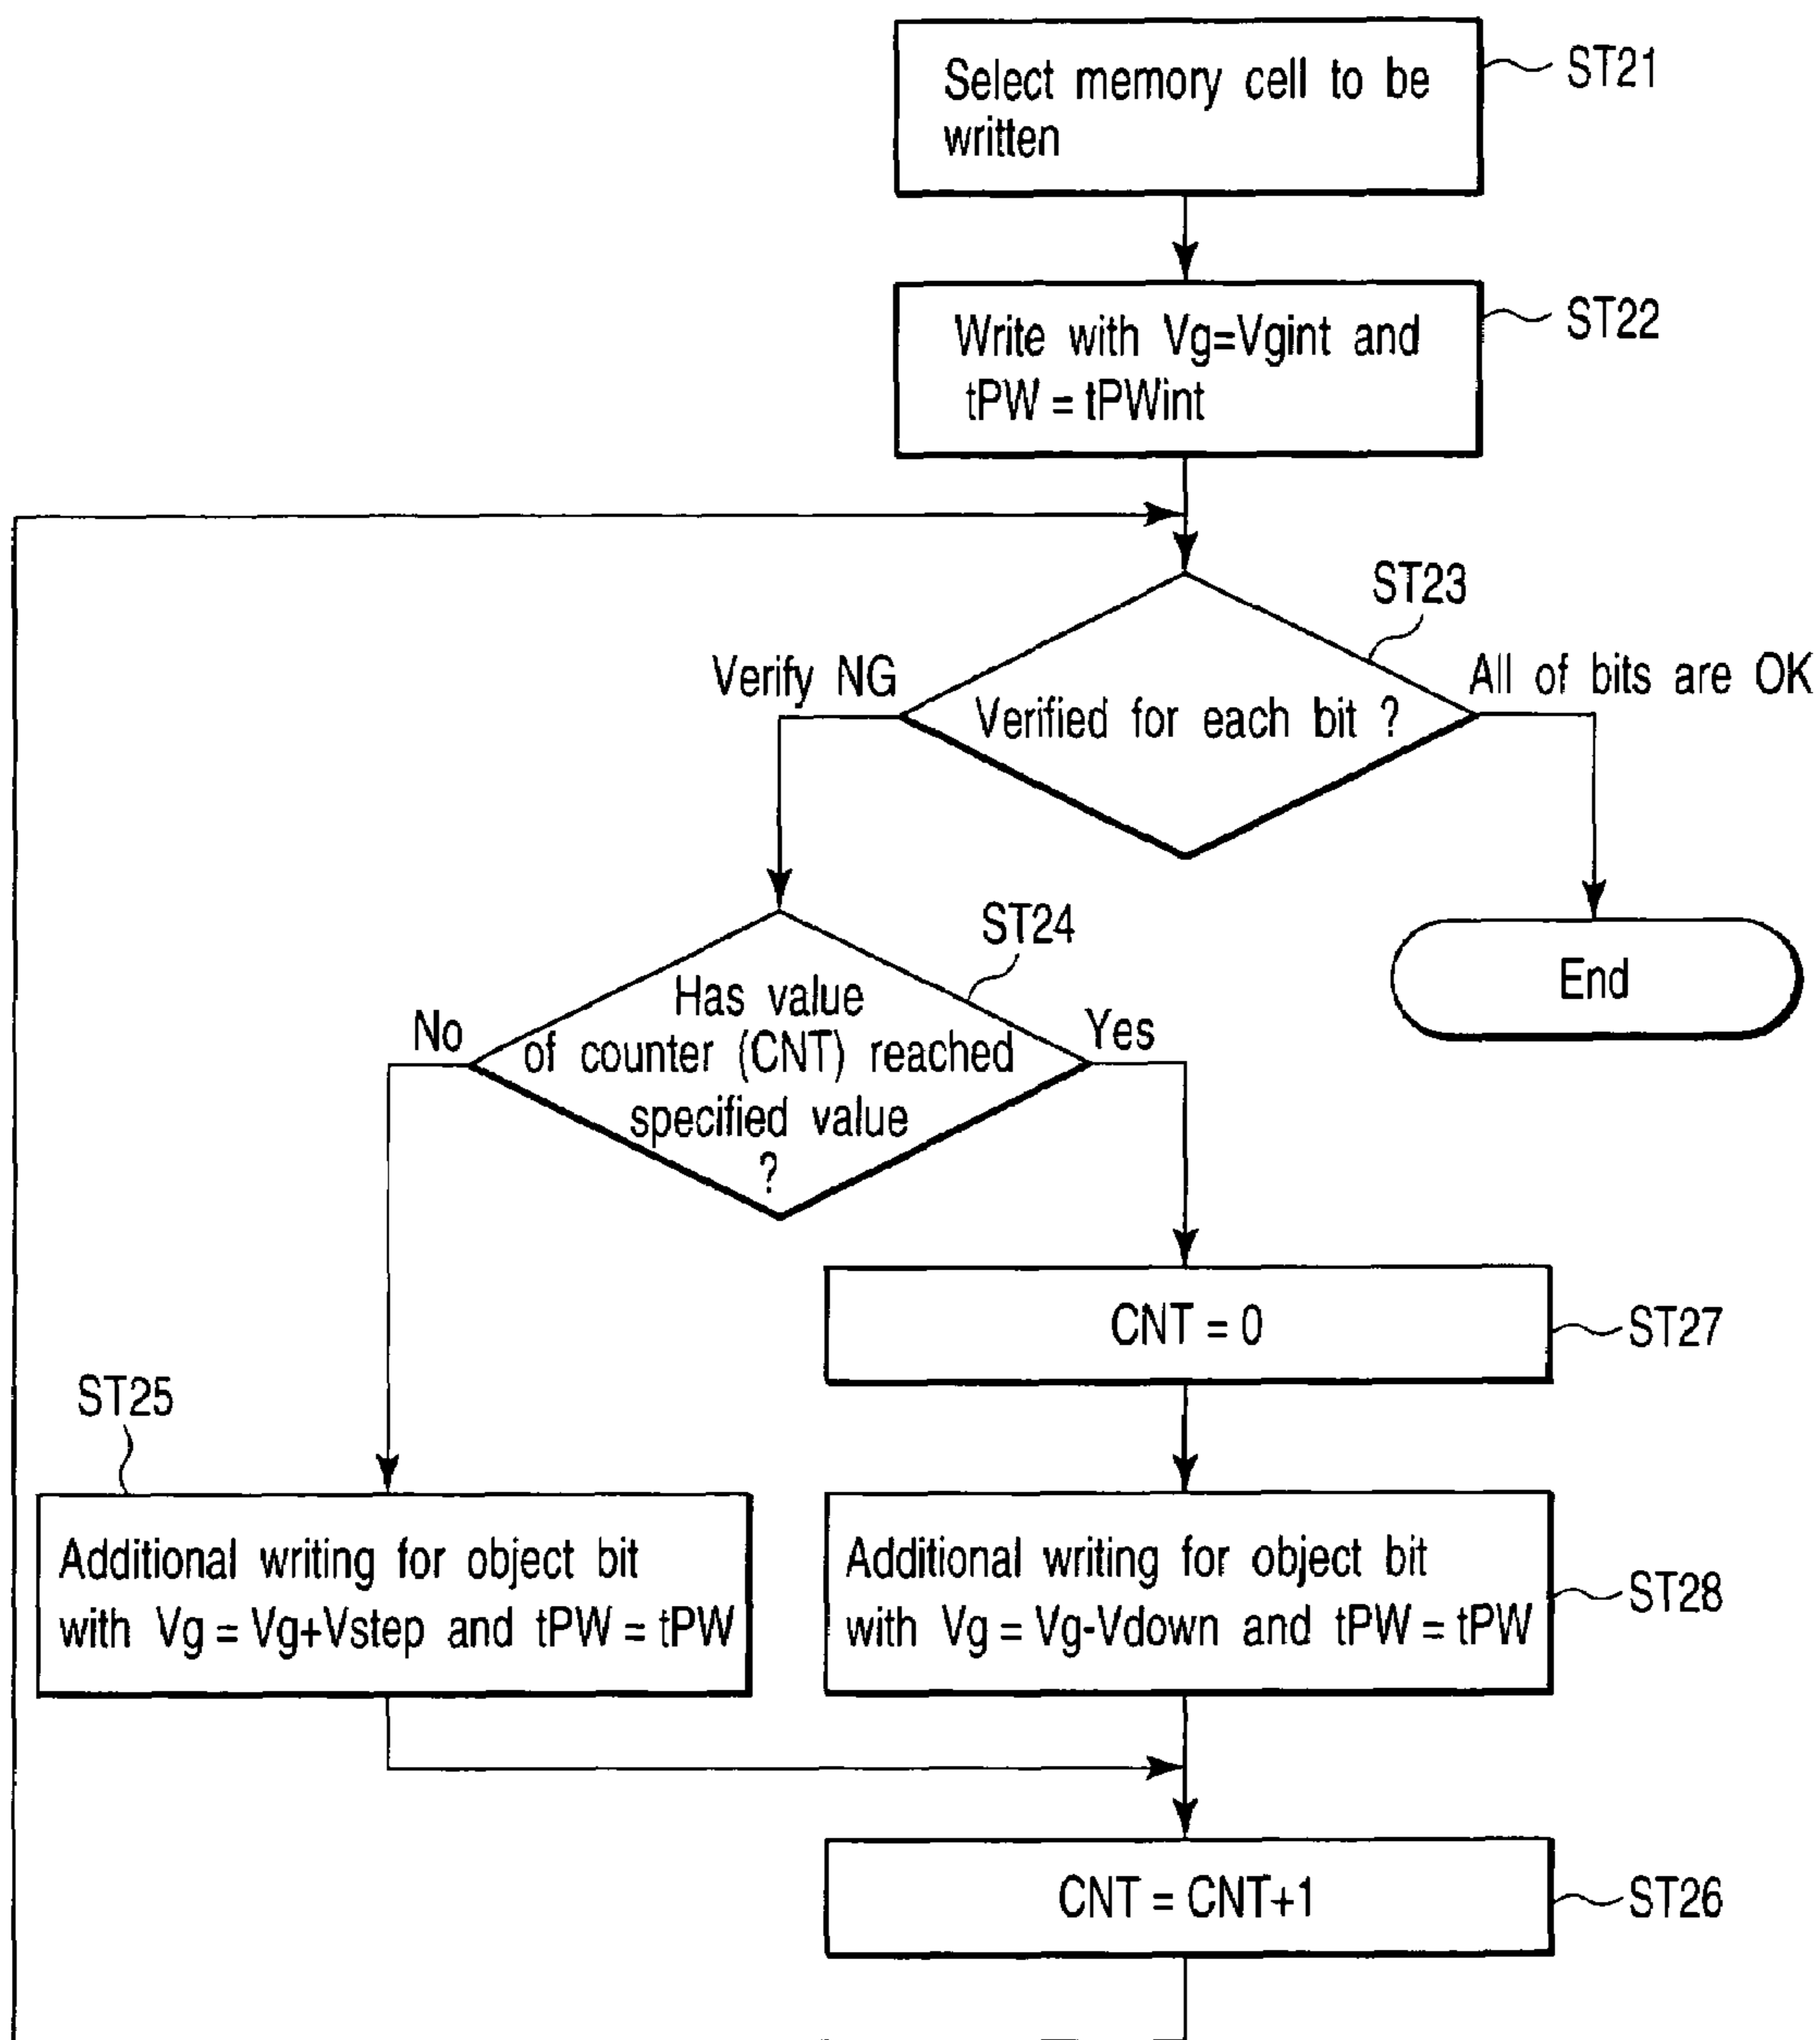 Select memory cell to be
written
ST21
Write with Vg=Vgint and
tPW = tPWint
ST22
ST23
Verify NG
Verified for each bit ?
All of bits are OK
ST24
Has value
of counter (CNT) reached
specified value
?
No
Yes
End
CNT = 0
ST27
ST25
Additional writing for object bit
with Vg = Vg+Vstep and tPW = tPW
Additional writing for object bit
with Vg = Vg-Vdown and tPW = tPW
ST28
CNT = CNT+1
ST26